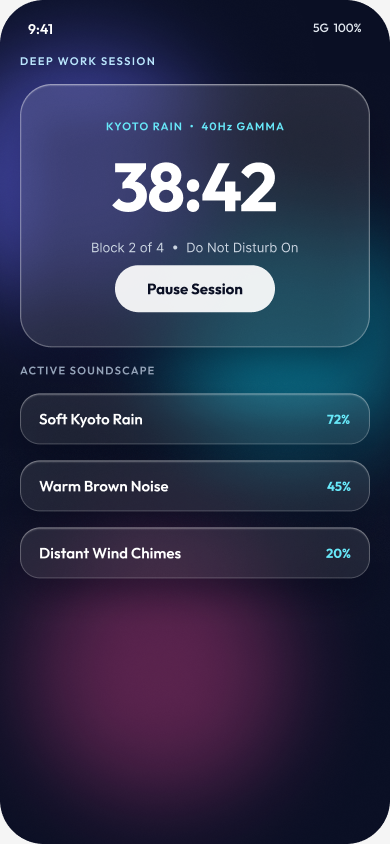 9:41 5G 100%
DEEP WORK SESSION
KYOTO RAIN • 40Hz GAMMA
38:42
Block 2 of 4 • Do Not Disturb On
Pause Session
ACTIVE SOUNDSCAPE
Soft Kyoto Rain 72%
Warm Brown Noise 45%
Distant Wind Chimes 20%